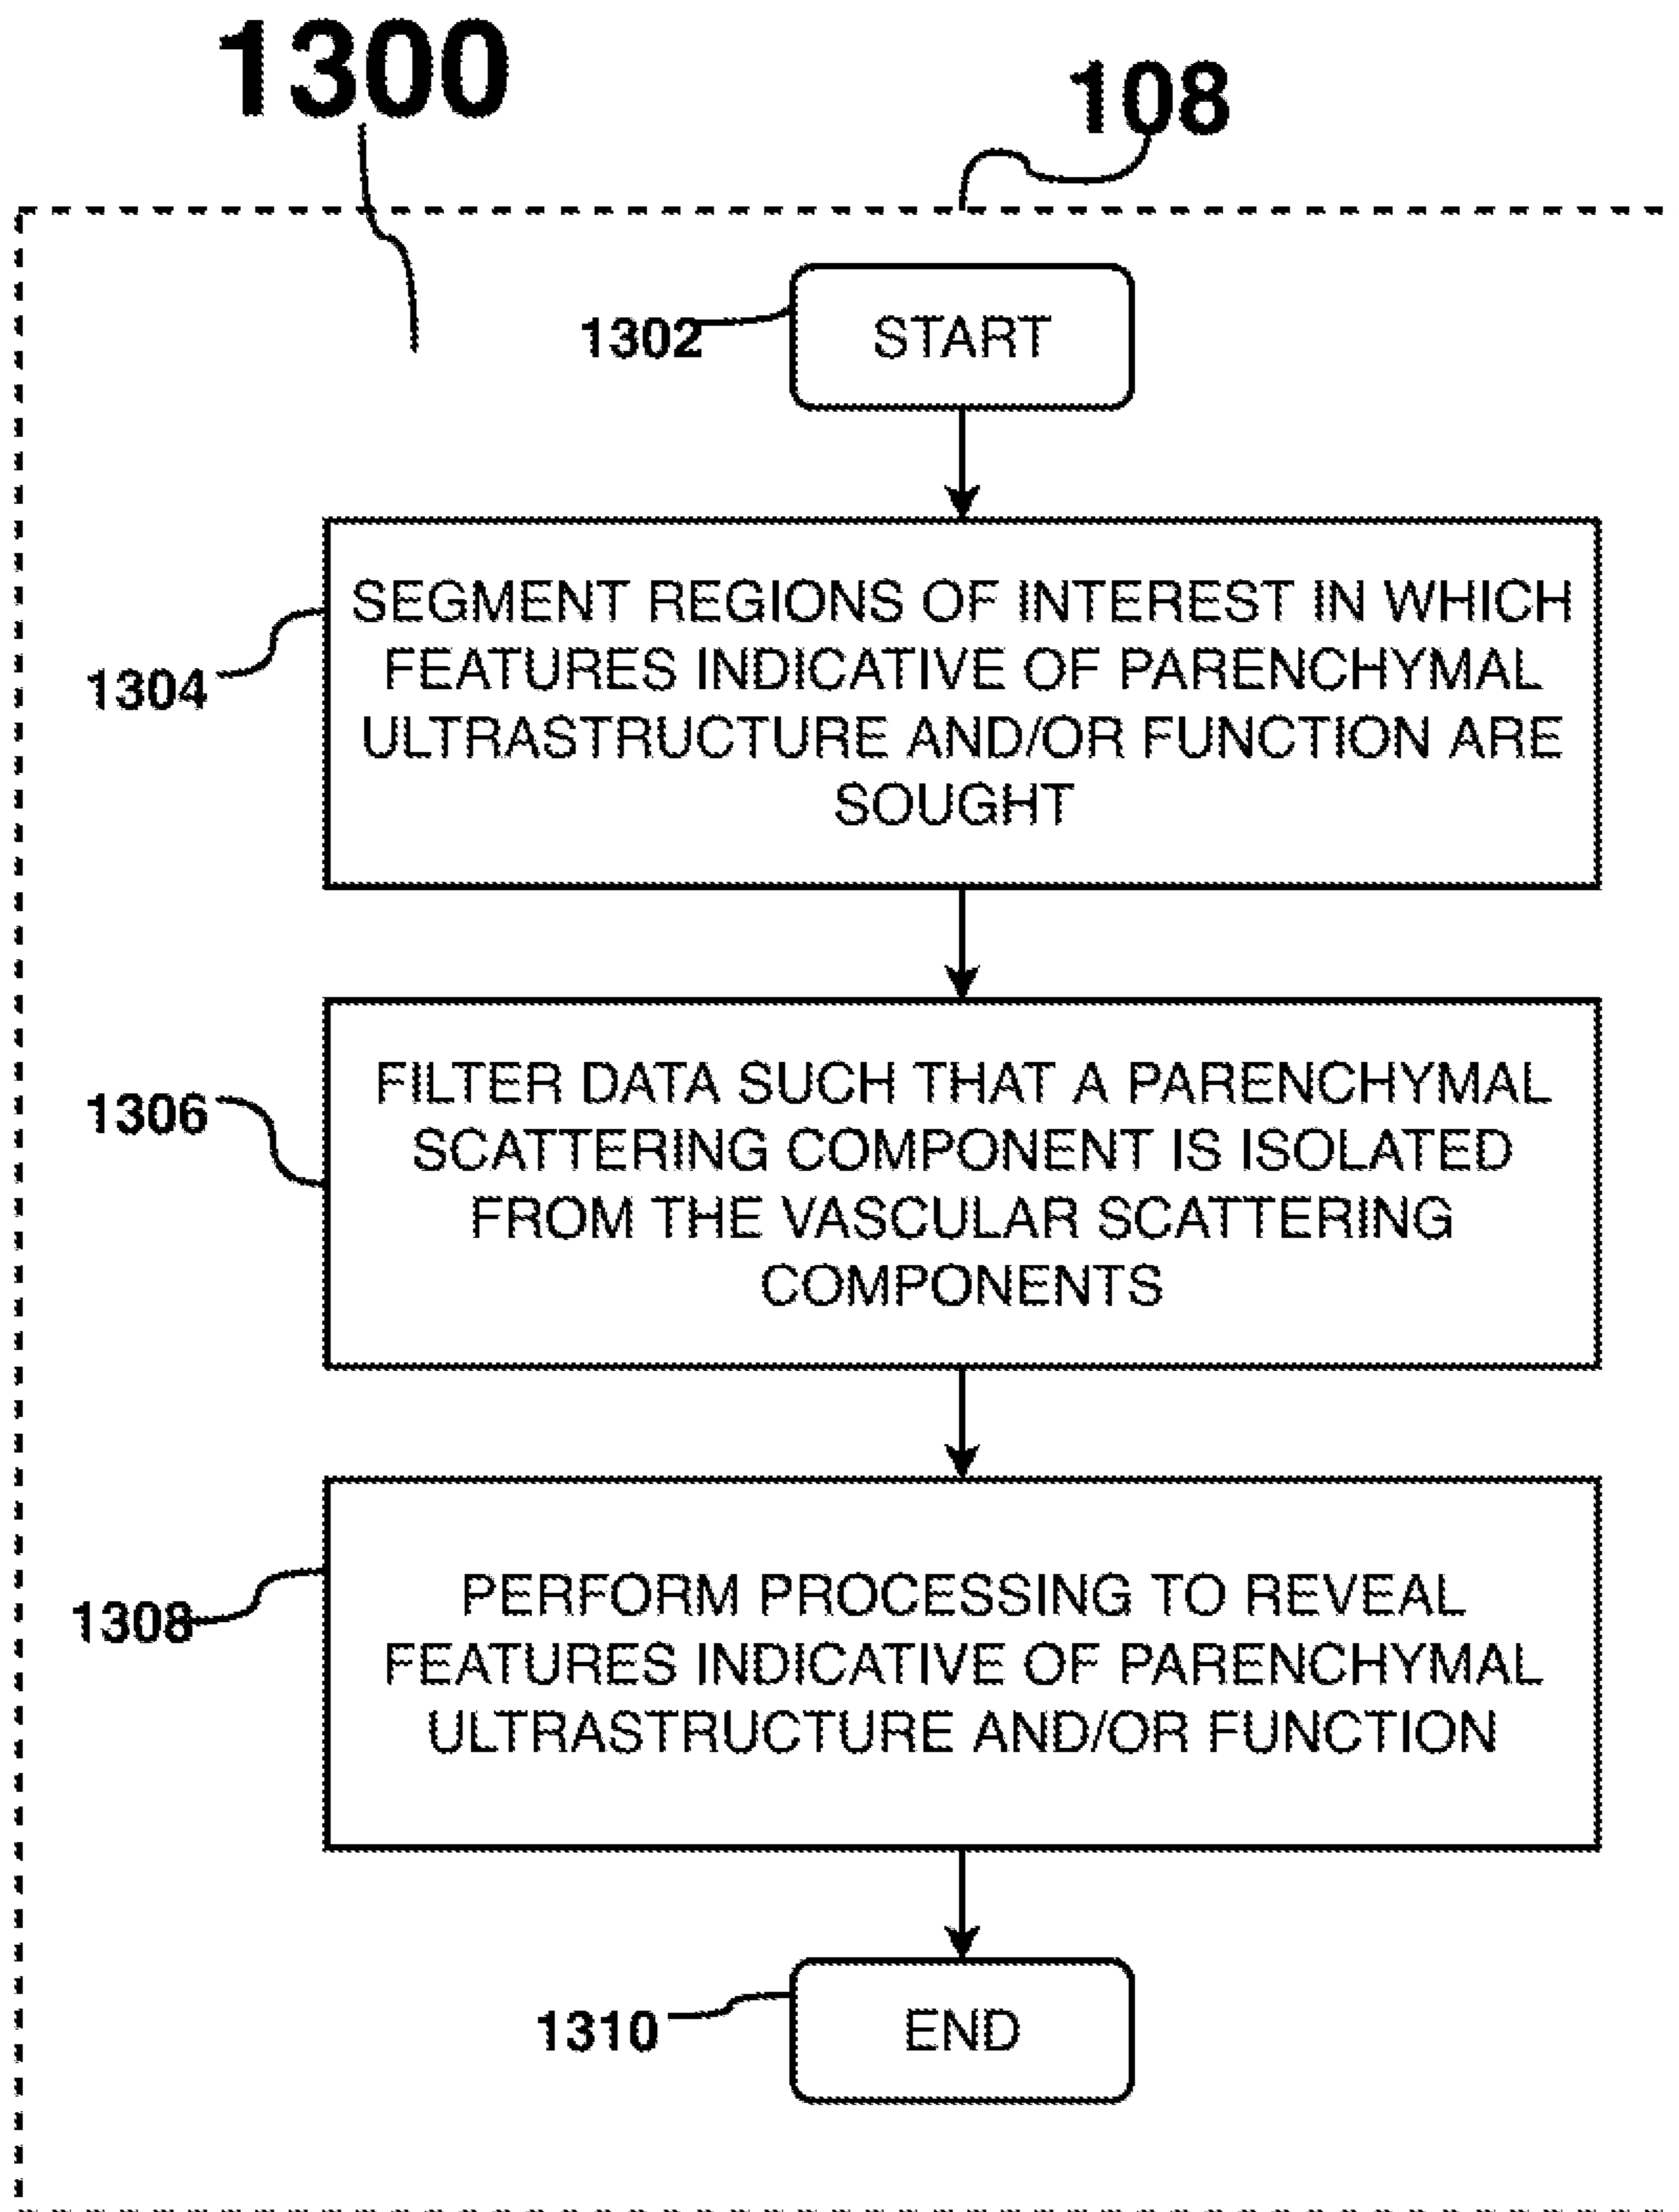 1300
108
1302
START
1304
SEGMENT REGIONS OF INTEREST IN WHICH
FEATURES INDICATIVE OF PARENCHYMAL
ULTRASTRUCTURE AND/OR FUNCTION ARE
SOUGHT
1306
FILTER DATA SUCH THAT A PARENCHYMAL
SCATTERING COMPONENT IS ISOLATED
FROM THE VASCULAR SCATTERING
COMPONENTS
1308
PERFORM PROCESSING TO REVEAL
FEATURES INDICATIVE OF PARENCHYMAL
ULTRASTRUCTURE AND/OR FUNCTION
1310
END